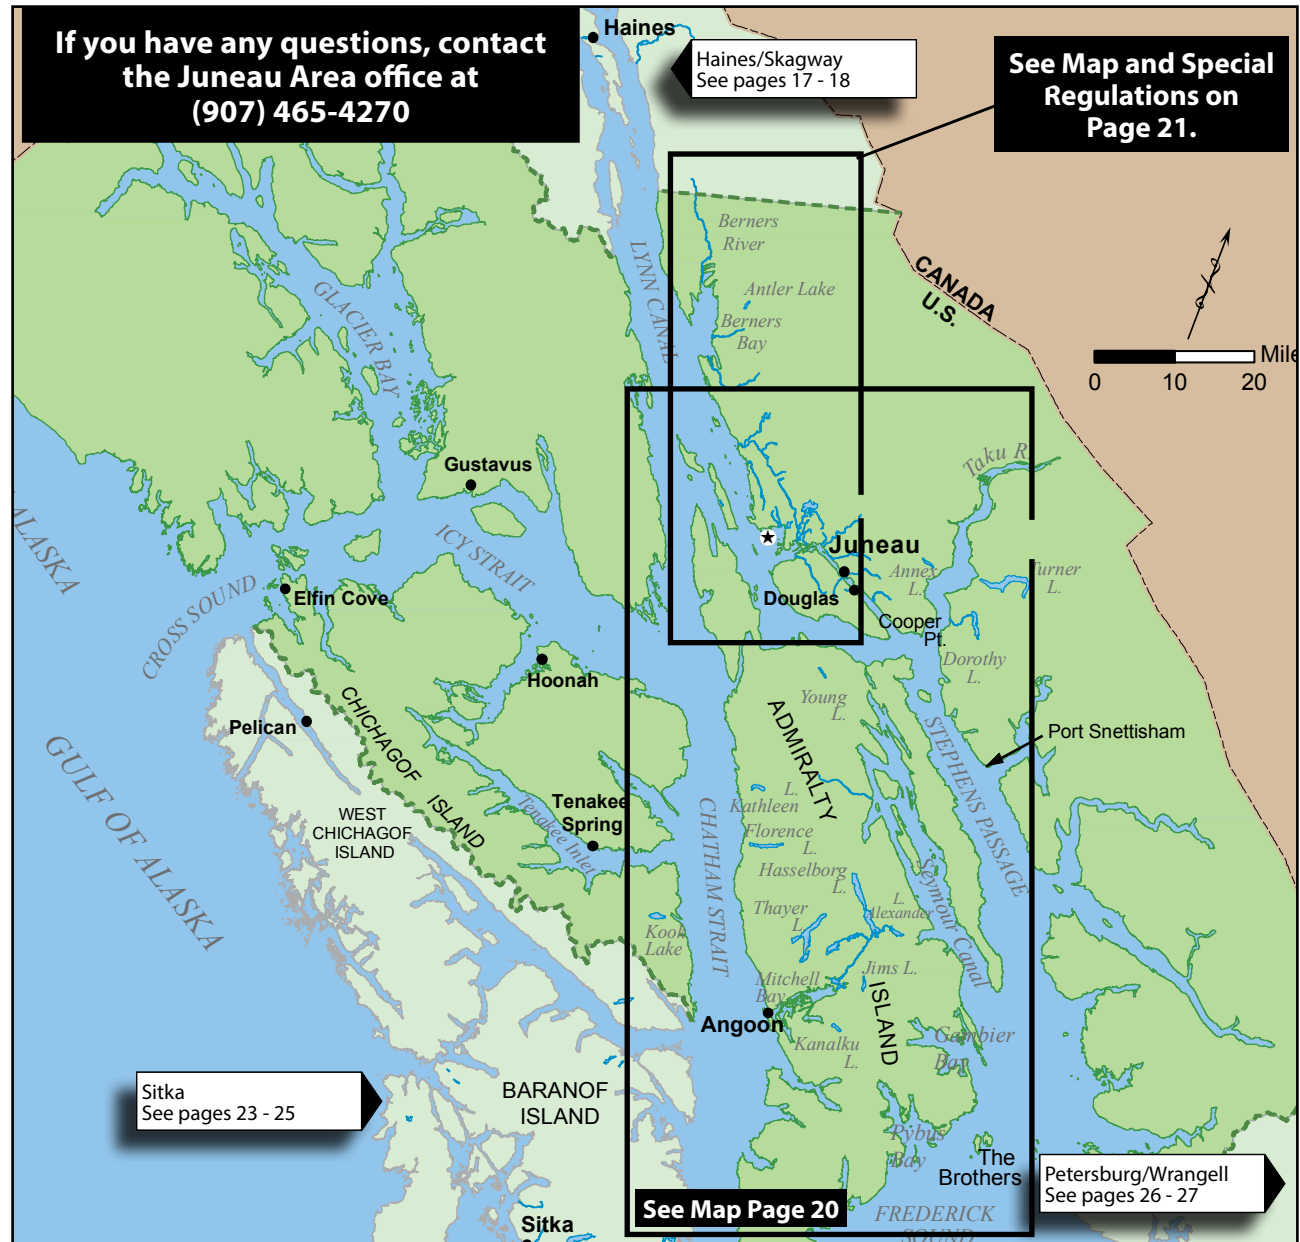 If you have any questions, contact
the Juneau Area office at
(907) 465-4270
Haines
Haines/Skagway
See pages 17 - 18
See Map and Special
Regulations on
Page 21.
Berners
River
LYNN CANAL
Antler Lake
Berners
Bay
CANADA
U.S.
Mile
0 10 20
GLACIER BAY
Gustavus
Taku R.
ICY STRAIT
Juneau
Annex
L.
Turner
L.
Douglas
Cooper
Pt.
ALASKA
CROSS SOUND
Elfin Cove
Hoonah
Dorothy
L.
Young
L.
Pelican
CHICHAGOF ISLAND
ADMIRALTY
ISLAND
STEPHENS PASSAGE
Port Snettisham
GULF OF ALASKA
WEST
CHICHAGOF
ISLAND
Tenakee
Spring
Tenakee Inlet
CHATHAM STRAIT
L.
Kathleen
Florence
L.
Hasselborg
L.
Seymour Canal
L.
Alexander
Thayer
L.
Kook
Lake
Jims L.
Mitchell
Bay
Angoon
Kanalku
L.
Gambier
Bay
Sitka
See pages 23 - 25
BARANOF
ISLAND
Pybus
Bay
The
Brothers
Petersburg/Wrangell
See pages 26 - 27
See Map Page 20
FREDERICK
SOUND
Sitka